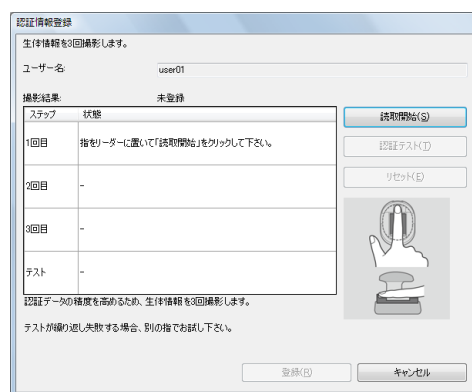 認証情報登録
生体情報を3回撮影します。
ユーザー名: user01
撮影結果: 未登録
ステップ 状態
1回目 指をリーダーに置いて「読取開始」をクリックして下さい。
2回目 -
3回目 -
テスト -
読取開始(S)
認証テスト(T)
リセット(E)
認証データの精度を高めるため、生体情報を3回撮影します。
テストが繰り返し失敗する場合、別の指でお試し下さい。
登録(R) キャンセル